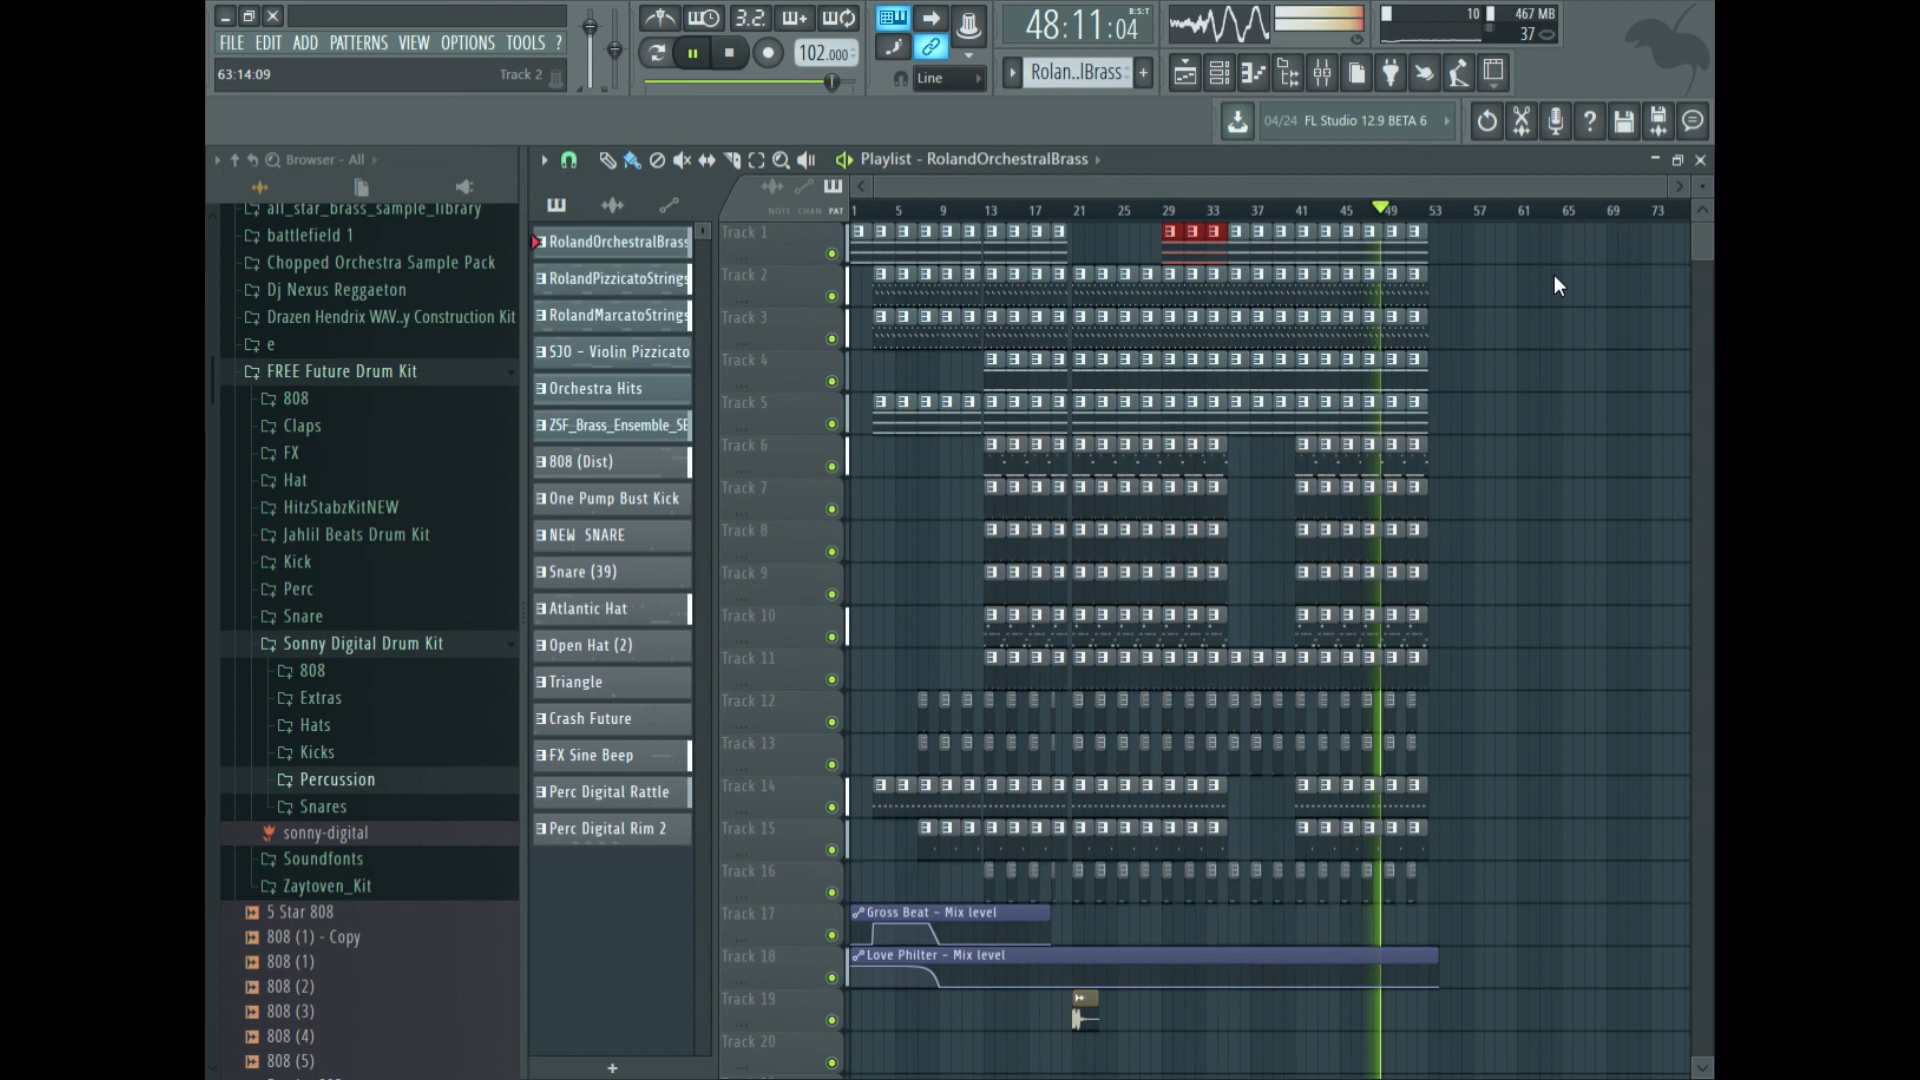 FILE EDIT ADD PATTERNS VIEW OPTIONS TOOLS ?
63:14:09 Track 2
3.2.
102.000
48:11:04
B:S:T
Line
Rolan..lBrass
10 467 MB
37
04/24 FL Studio 12.9 BETA 6
Browser - All
all_star_brass_sample_library
battlefield 1
Chopped Orchestra Sample Pack
Dj Nexus Reggaeton
Drazen Hendrix WAV..y Construction Kit
e
FREE Future Drum Kit
808
Claps
FX
Hat
HitzStabzKitNEW
Jahlil Beats Drum Kit
Kick
Perc
Snare
Sonny Digital Drum Kit
808
Extras
Hats
Kicks
Percussion
Snares
sonny-digital
Soundfonts
Zaytoven_Kit
5 Star 808
808 (1) - Copy
808 (1)
808 (2)
808 (3)
808 (4)
808 (5)
Playlist - RolandOrchestralBrass
NOTE CHAN PAT
1 5 9 13 17 21 25 29 33 37 41 45 49 53 57 61 65 69 73
RolandOrchestralBrass
RolandPizzicatoStrings
RolandMarcatoStrings
SJO - Violin Pizzicato
Orchestra Hits
ZSF_Brass_Ensemble_SE
808 (Dist)
One Pump Bust Kick
NEW SNARE
Snare (39)
Atlantic Hat
Open Hat (2)
Triangle
Crash Future
FX Sine Beep
Perc Digital Rattle
Perc Digital Rim 2
Track 1
Track 2
Track 3
Track 4
Track 5
Track 6
Track 7
Track 8
Track 9
Track 10
Track 11
Track 12
Track 13
Track 14
Track 15
Track 16
Track 17
Gross Beat - Mix level
Track 18
Love Philter - Mix level
Track 19
Track 20